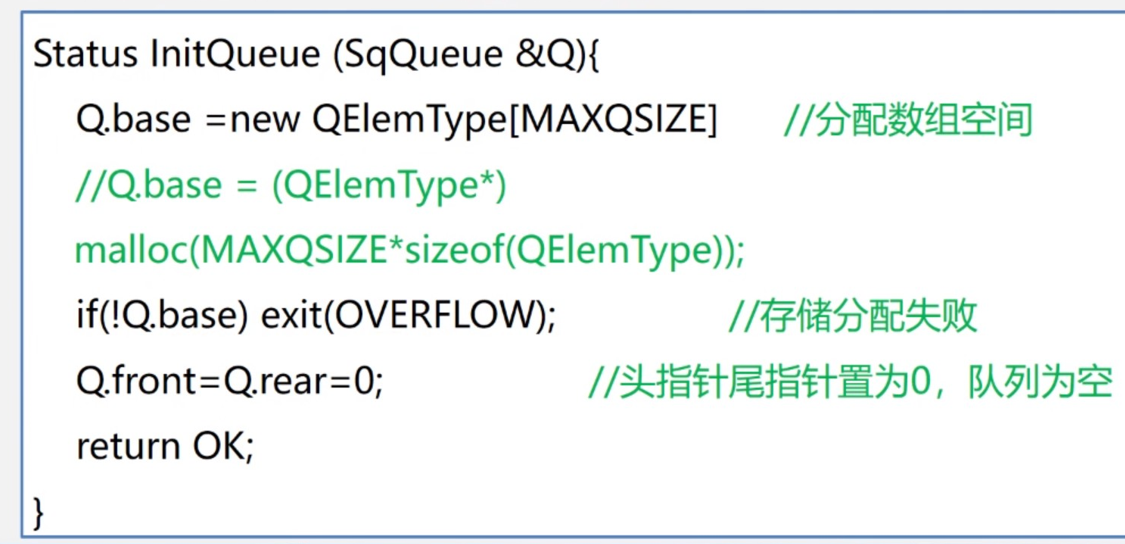 Status InitQueue (SqQueue &Q){
Q.base =new QElemType[MAXQSIZE] //分配数组空间
//Q.base = (QElemType*)
malloc(MAXQSIZE*sizeof(QElemType));
if(!Q.base) exit(OVERFLOW); //存储分配失败
Q.front=Q.rear=0; //头指针尾指针置为0，队列为空
return OK;
}